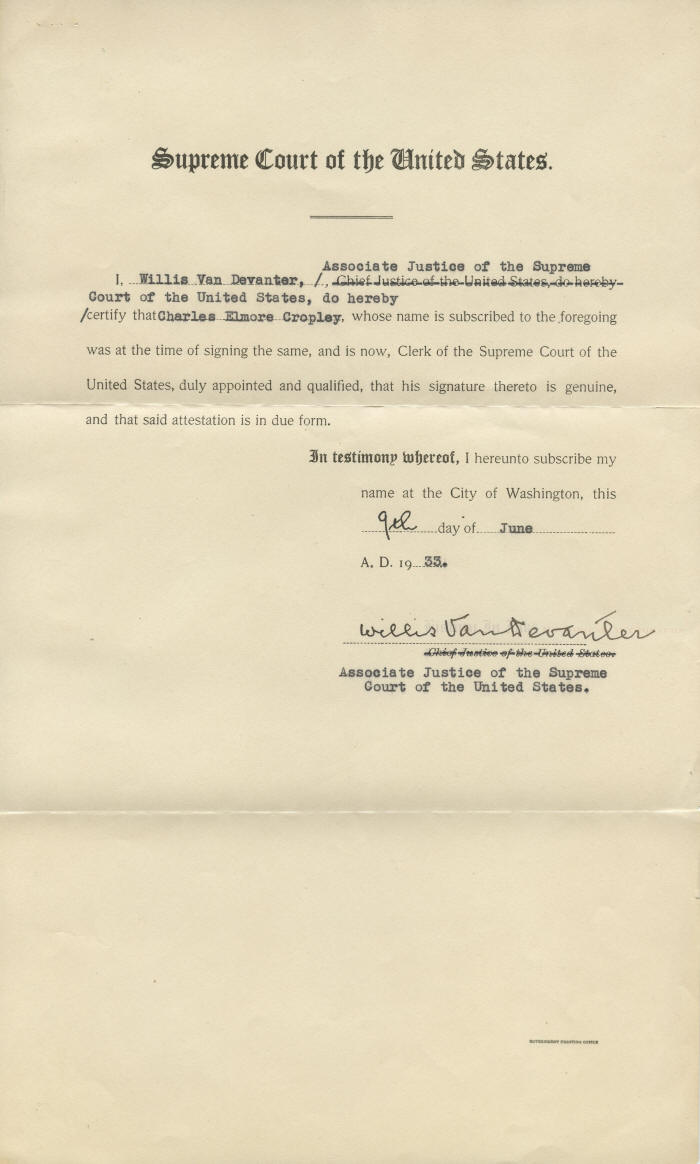 Supreme Court of the United States.
Associate Justice of the Supreme
I, Willis Van Devanter, /, Chief Justice of the United States, do hereby
Court of the United States, do hereby
/certify that Charles Elmore Cropley, whose name is subscribed to the foregoing
was at the time of signing the same, and is now, Clerk of the Supreme Court of the
United States, duly appointed and qualified, that his signature thereto is genuine,
and that said attestation is in due form.
In testimony whereof, I hereunto subscribe my
name at the City of Washington, this
9th day of June
A. D. 1933.
Willis Van Devanter
Chief Justice of the United States.
Associate Justice of the Supreme
Court of the United States.
GOVERNMENT PRINTING OFFICE